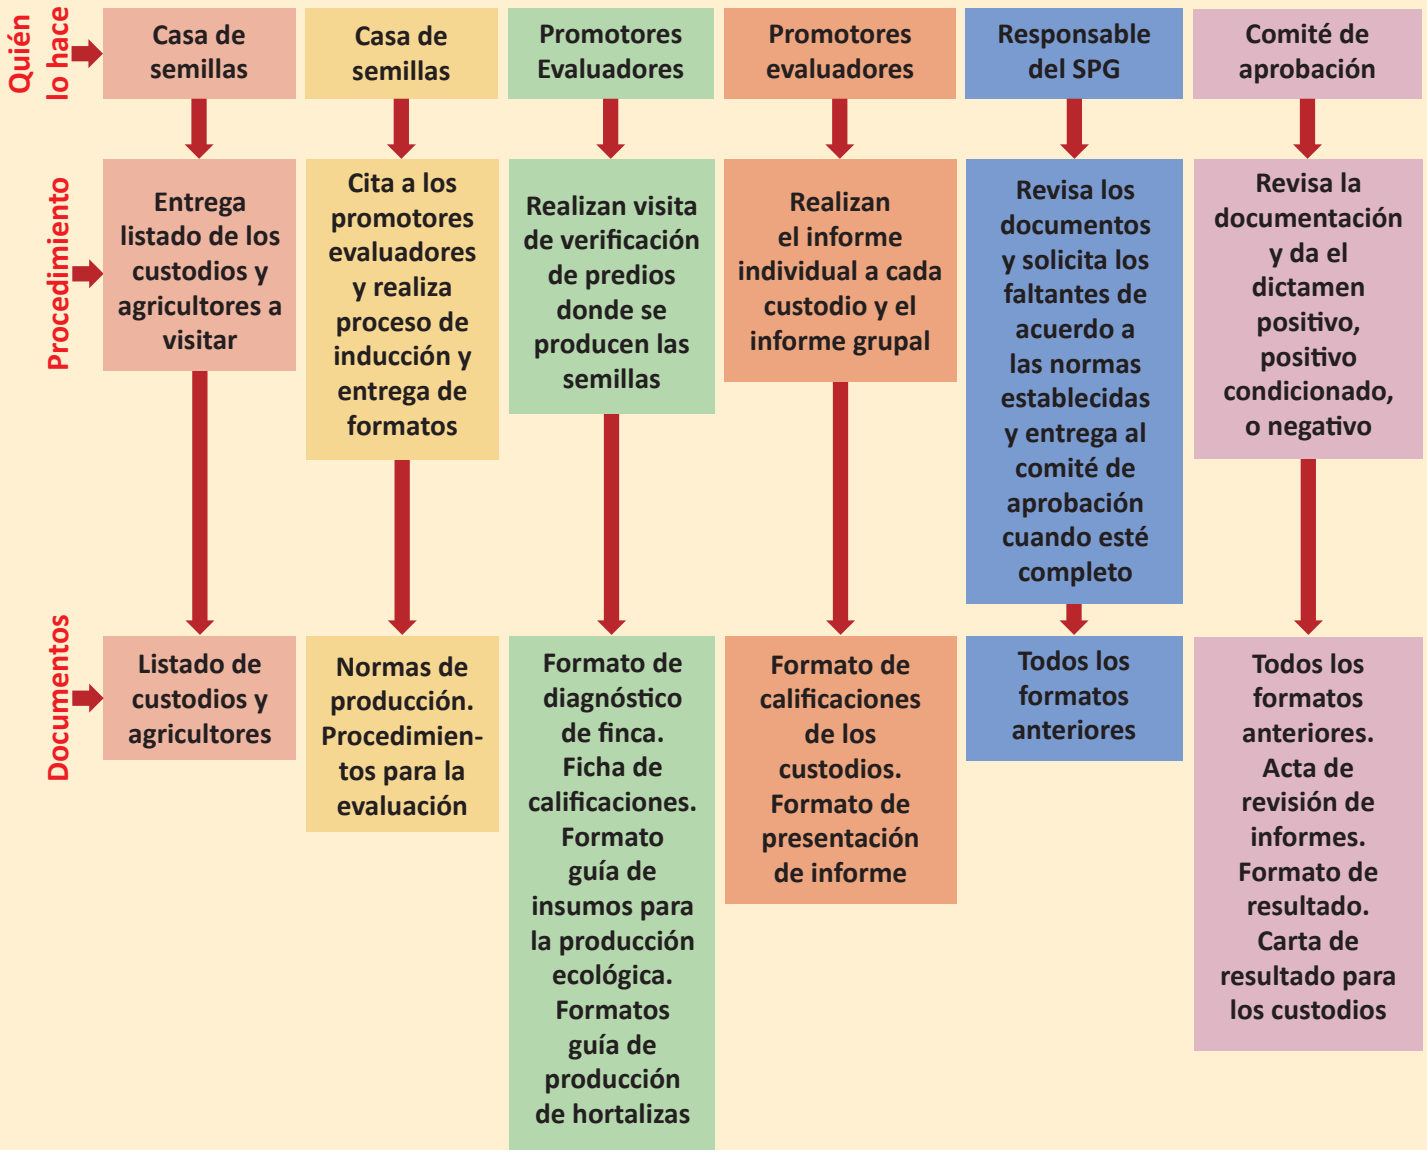 Quién
lo hace
Casa de
semillas
Casa de
semillas
Promotores
Evaluadores
Promotores
evaluadores
Responsable
del SPG
Comité de
aprobación
Procedimiento
Entrega
listado de los
custodios y
agricultores a
visitar
Cita a los
promotores
evaluadores
y realiza
proceso de
inducción y
entrega de
formatos
Realizan visita
de verificación
de predios
donde se
producen las
semillas
Realizan
el informe
individual a cada
custodio y el
informe grupal
Revisa los
documentos
y solicita los
faltantes de
acuerdo a
las normas
establecidas
y entrega al
comité de
aprobación
cuando esté
completo
Revisa la
documentación
y da el
dictamen
positivo,
positivo
condicionado,
o negativo
Documentos
Listado de
custodios y
agricultores
Normas de
producción.
Procedimien-
tos para la
evaluación
Formato de
diagnóstico
de finca.
Ficha de
calificaciones.
Formato
guía de
insumos para
la producción
ecológica.
Formatos
guía de
producción
de hortalizas
Formato de
calificaciones
de los
custodios.
Formato de
presentación
de informe
Todos los
formatos
anteriores
Todos los
formatos
anteriores.
Acta de
revisión de
informes.
Formato de
resultado.
Carta de
resultado para
los custodios